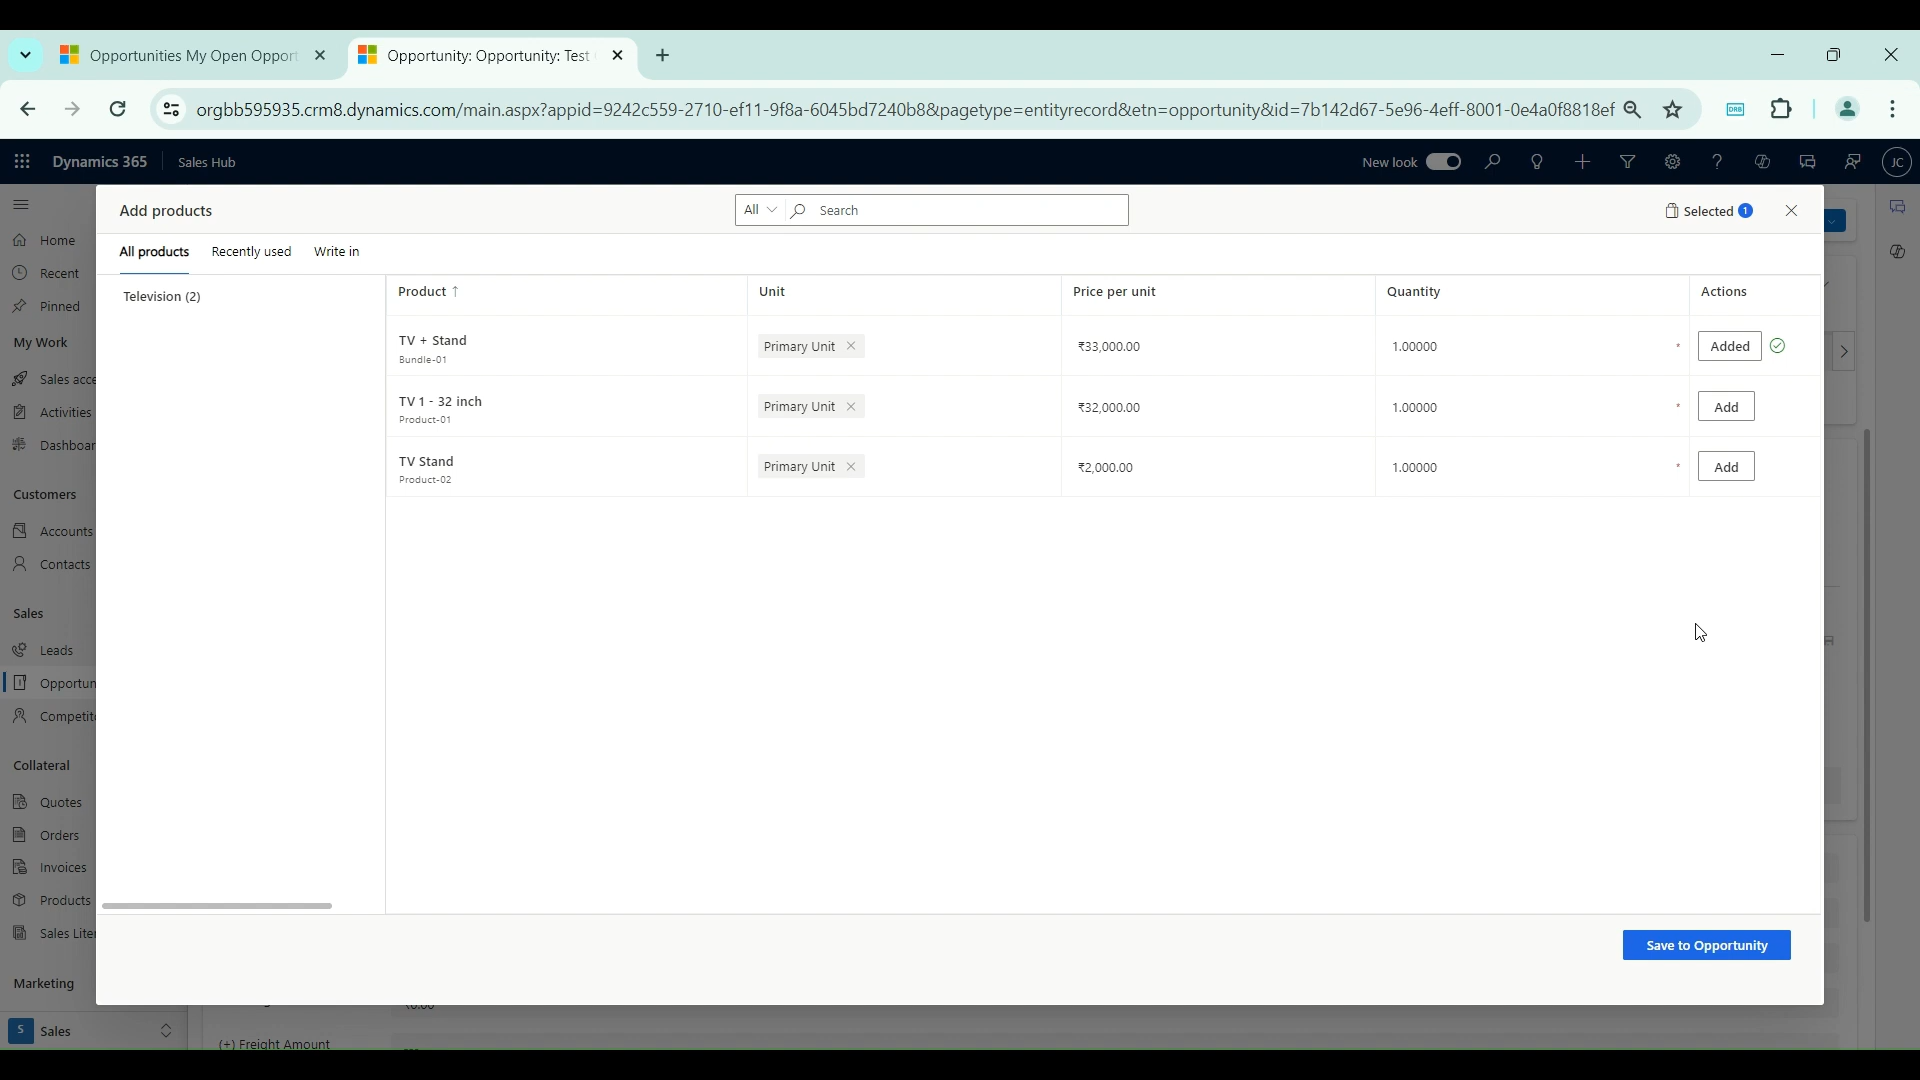 Opportunities My Open Opport
Opportunity: Opportunity: Test
orgbb595935.crm8.dynamics.com/main.aspx?appid=9242c559-2710-ef11-9f8a-6045bd7240b8&pagetype=entityrecord&etn=opportunity&id=7b142d67-5e96-4eff-8001-0e4a0f8818ef
DRB
Dynamics 365
Sales Hub
New look
JC
Add products
All
Search
Selected 1
All products
Recently used
Write in
Home
Recent
Pinned
My Work
Sales acce
Activities
Dashboar
Customers
Accounts
Contacts
Sales
Leads
Opportun
Competit
Collateral
Quotes
Orders
Invoices
Products
Sales Liter
Marketing
S Sales
Television (2)
Product ↑ Unit Price per unit Quantity Actions
TV + Stand
Bundle-01
Primary Unit ₹33,000.00 1.00000 * Added
TV 1 - 32 inch
Product-01
Primary Unit ₹32,000.00 1.00000 * Add
TV Stand
Product-02
Primary Unit ₹2,000.00 1.00000 * Add
Save to Opportunity
(+) Freight Amount